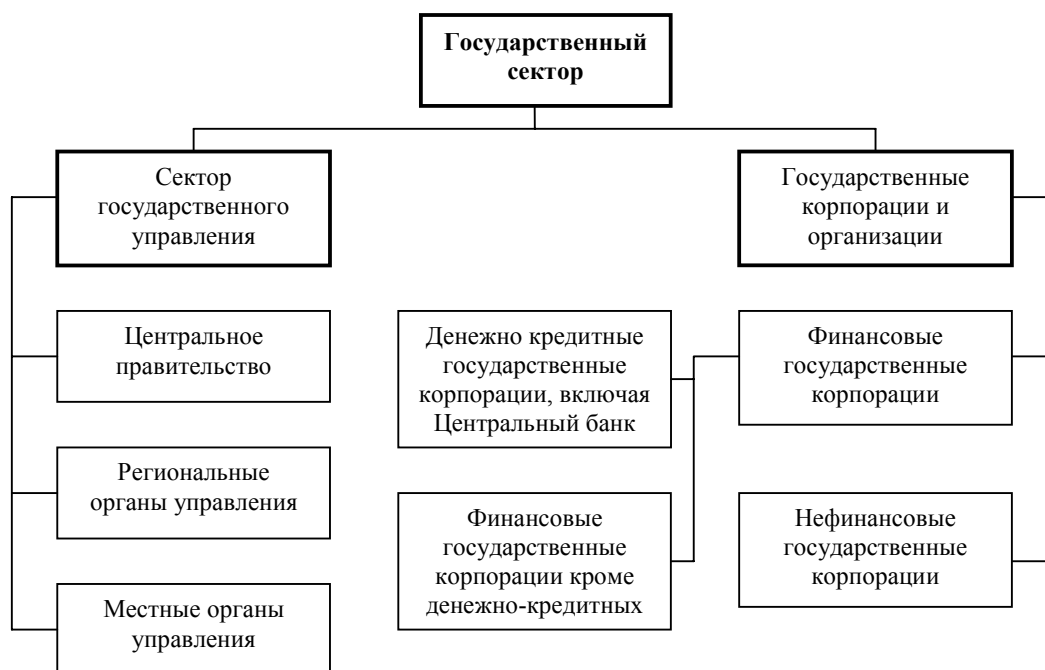 Государственный
сектор
Сектор
государственного
управления
Государственные
корпорации и
организации
Центральное
правительство
Денежно кредитные
государственные
корпорации, включая
Центральный банк
Финансовые
государственные
корпорации
Региональные
органы управления
Финансовые
государственные
корпорации кроме
денежно-кредитных
Нефинансовые
государственные
корпорации
Местные органы
управления